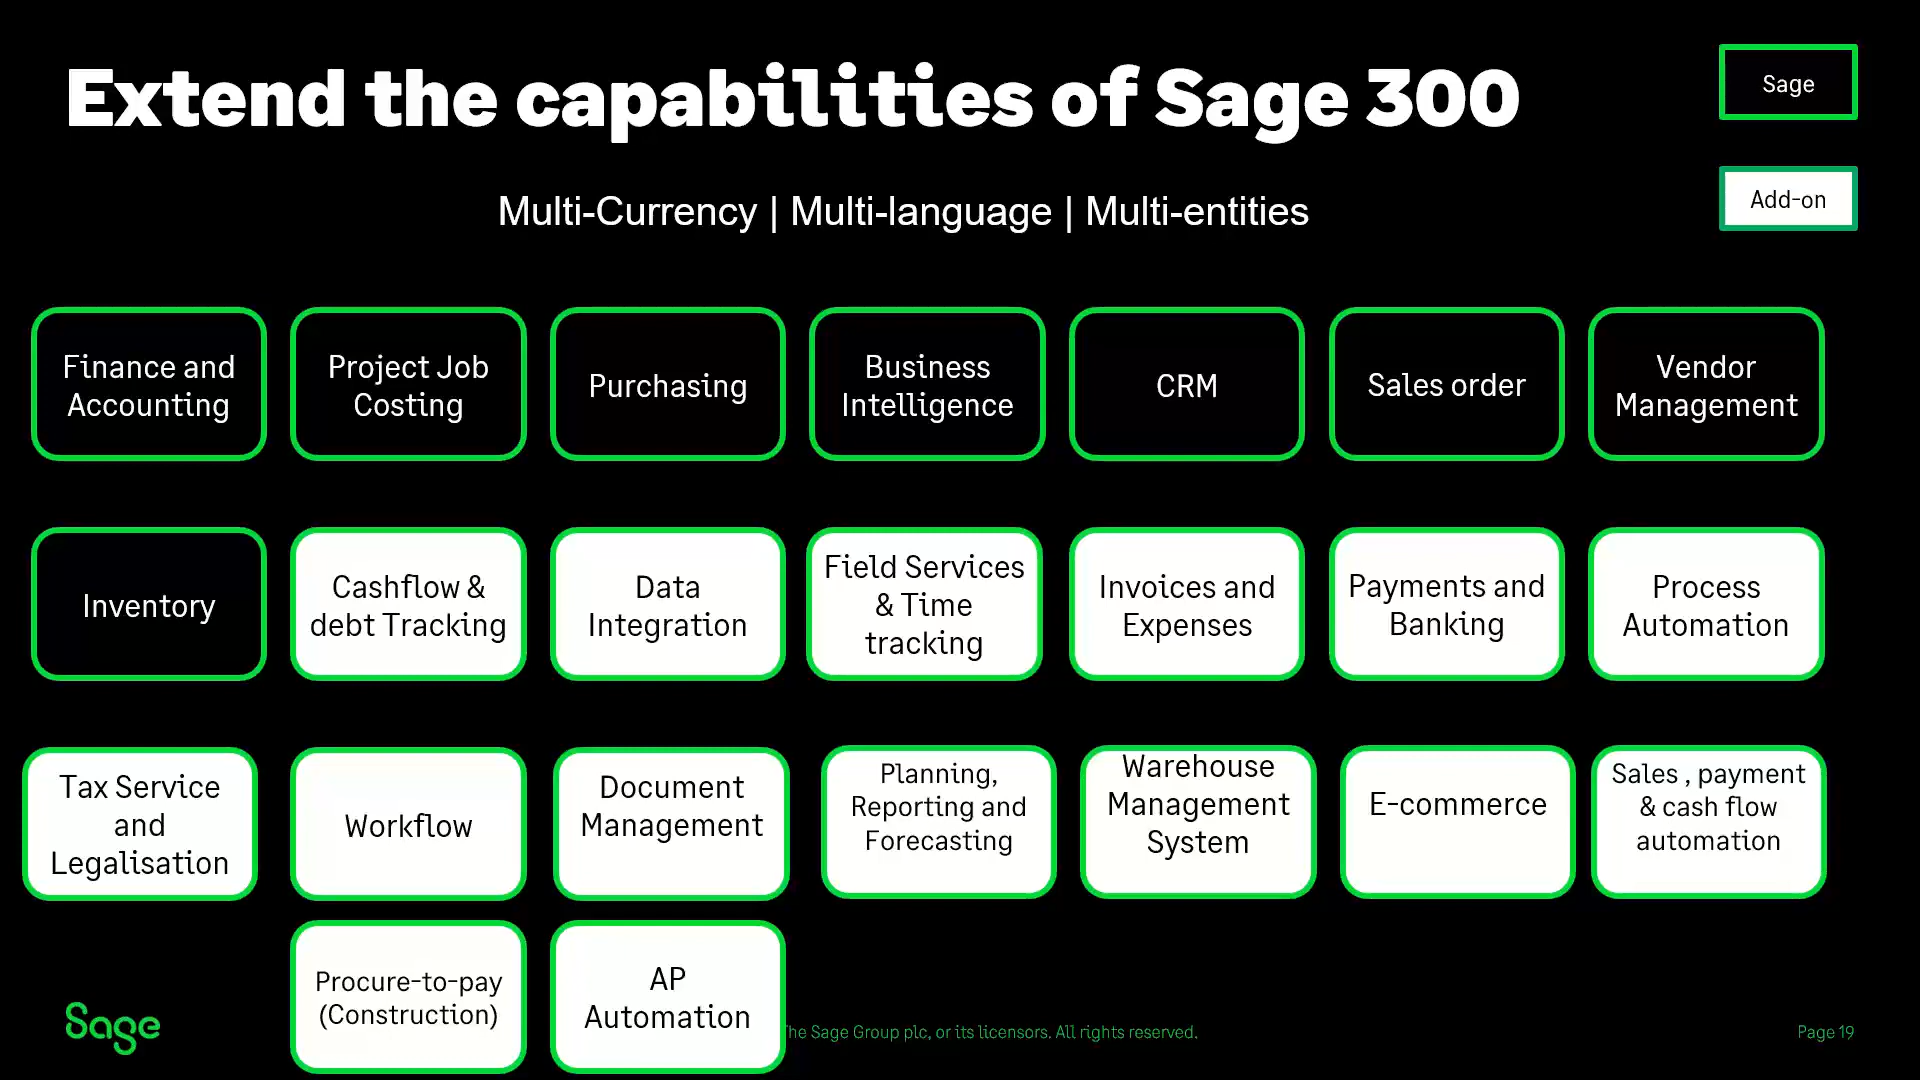 Extend the capabilities of Sage 300
Sage
Add-on
Multi-Currency | Multi-language | Multi-entities
Finance and
Accounting
Project Job
Costing
Purchasing
Business
Intelligence
CRM
Sales order
Vendor
Management
Inventory
Cashflow &
debt Tracking
Data
Integration
Field Services
& Time
tracking
Invoices and
Expenses
Payments and
Banking
Process
Automation
Tax Service
and
Legalisation
Workflow
Document
Management
Planning,
Reporting and
Forecasting
Warehouse
Management
System
E-commerce
Sales , payment
& cash flow
automation
Procure-to-pay
(Construction)
AP
Automation
Sage
The Sage Group plc, or its licensors. All rights reserved.
Page 19